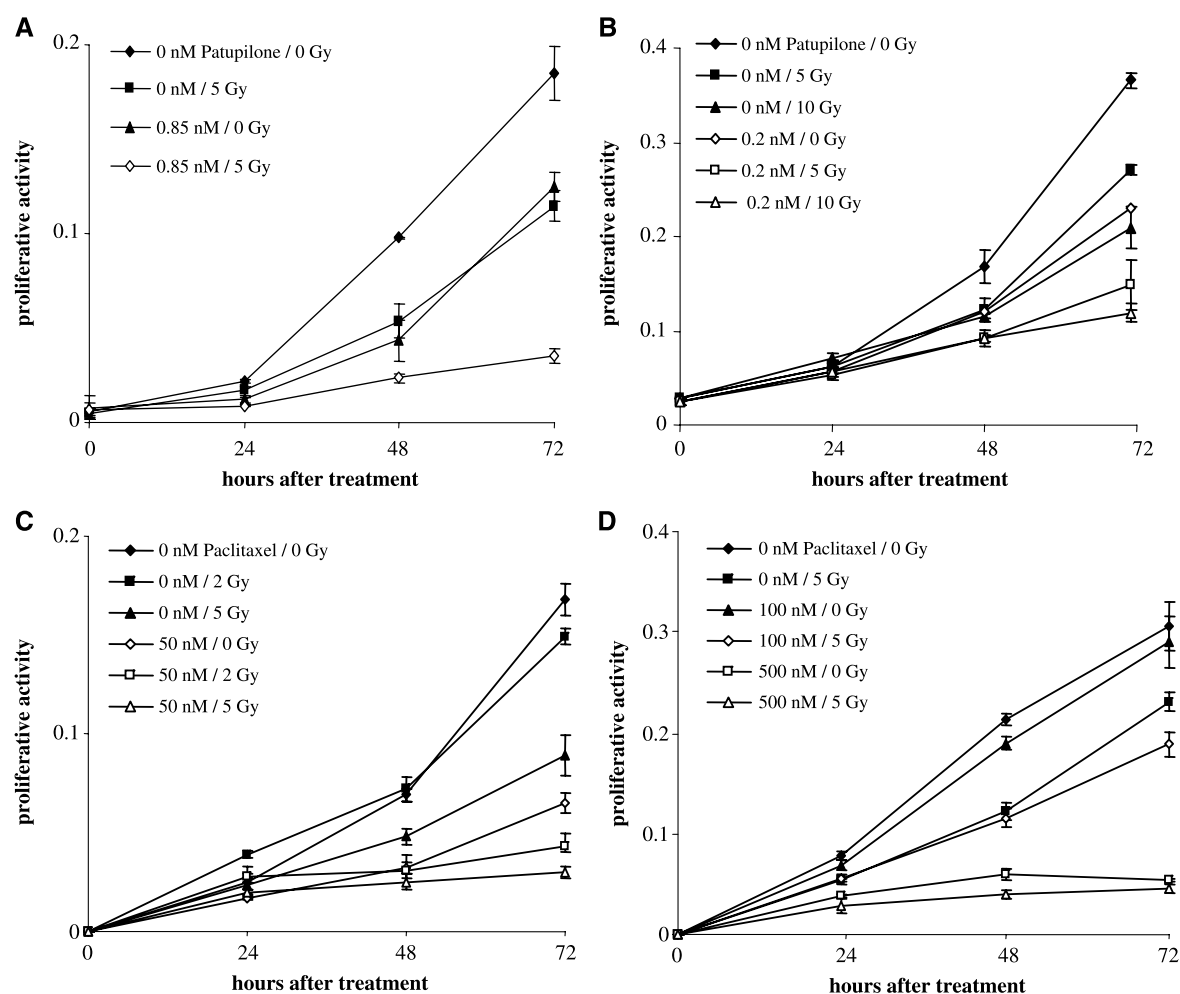 A
0.2
0.1
0
proliferative activity
0 nM Patupilone / 0 Gy
0 nM / 5 Gy
0.85 nM / 0 Gy
0.85 nM / 5 Gy
0 24 48 72
hours after treatment
B
0.4
0.3
0.2
0.1
0
proliferative activity
0 nM Patupilone / 0 Gy
0 nM / 5 Gy
0 nM / 10 Gy
0.2 nM / 0 Gy
0.2 nM / 5 Gy
0.2 nM / 10 Gy
0 24 48 72
hours after treatment
C
0.2
0.1
0
proliferative activity
0 nM Paclitaxel / 0 Gy
0 nM / 2 Gy
0 nM / 5 Gy
50 nM / 0 Gy
50 nM / 2 Gy
50 nM / 5 Gy
0 24 48 72
hours after treatment
D
0.4
0.3
0.2
0.1
0
proliferative activity
0 nM Paclitaxel / 0 Gy
0 nM / 5 Gy
100 nM / 0 Gy
100 nM / 5 Gy
500 nM / 0 Gy
500 nM / 5 Gy
0 24 48 72
hours after treatment